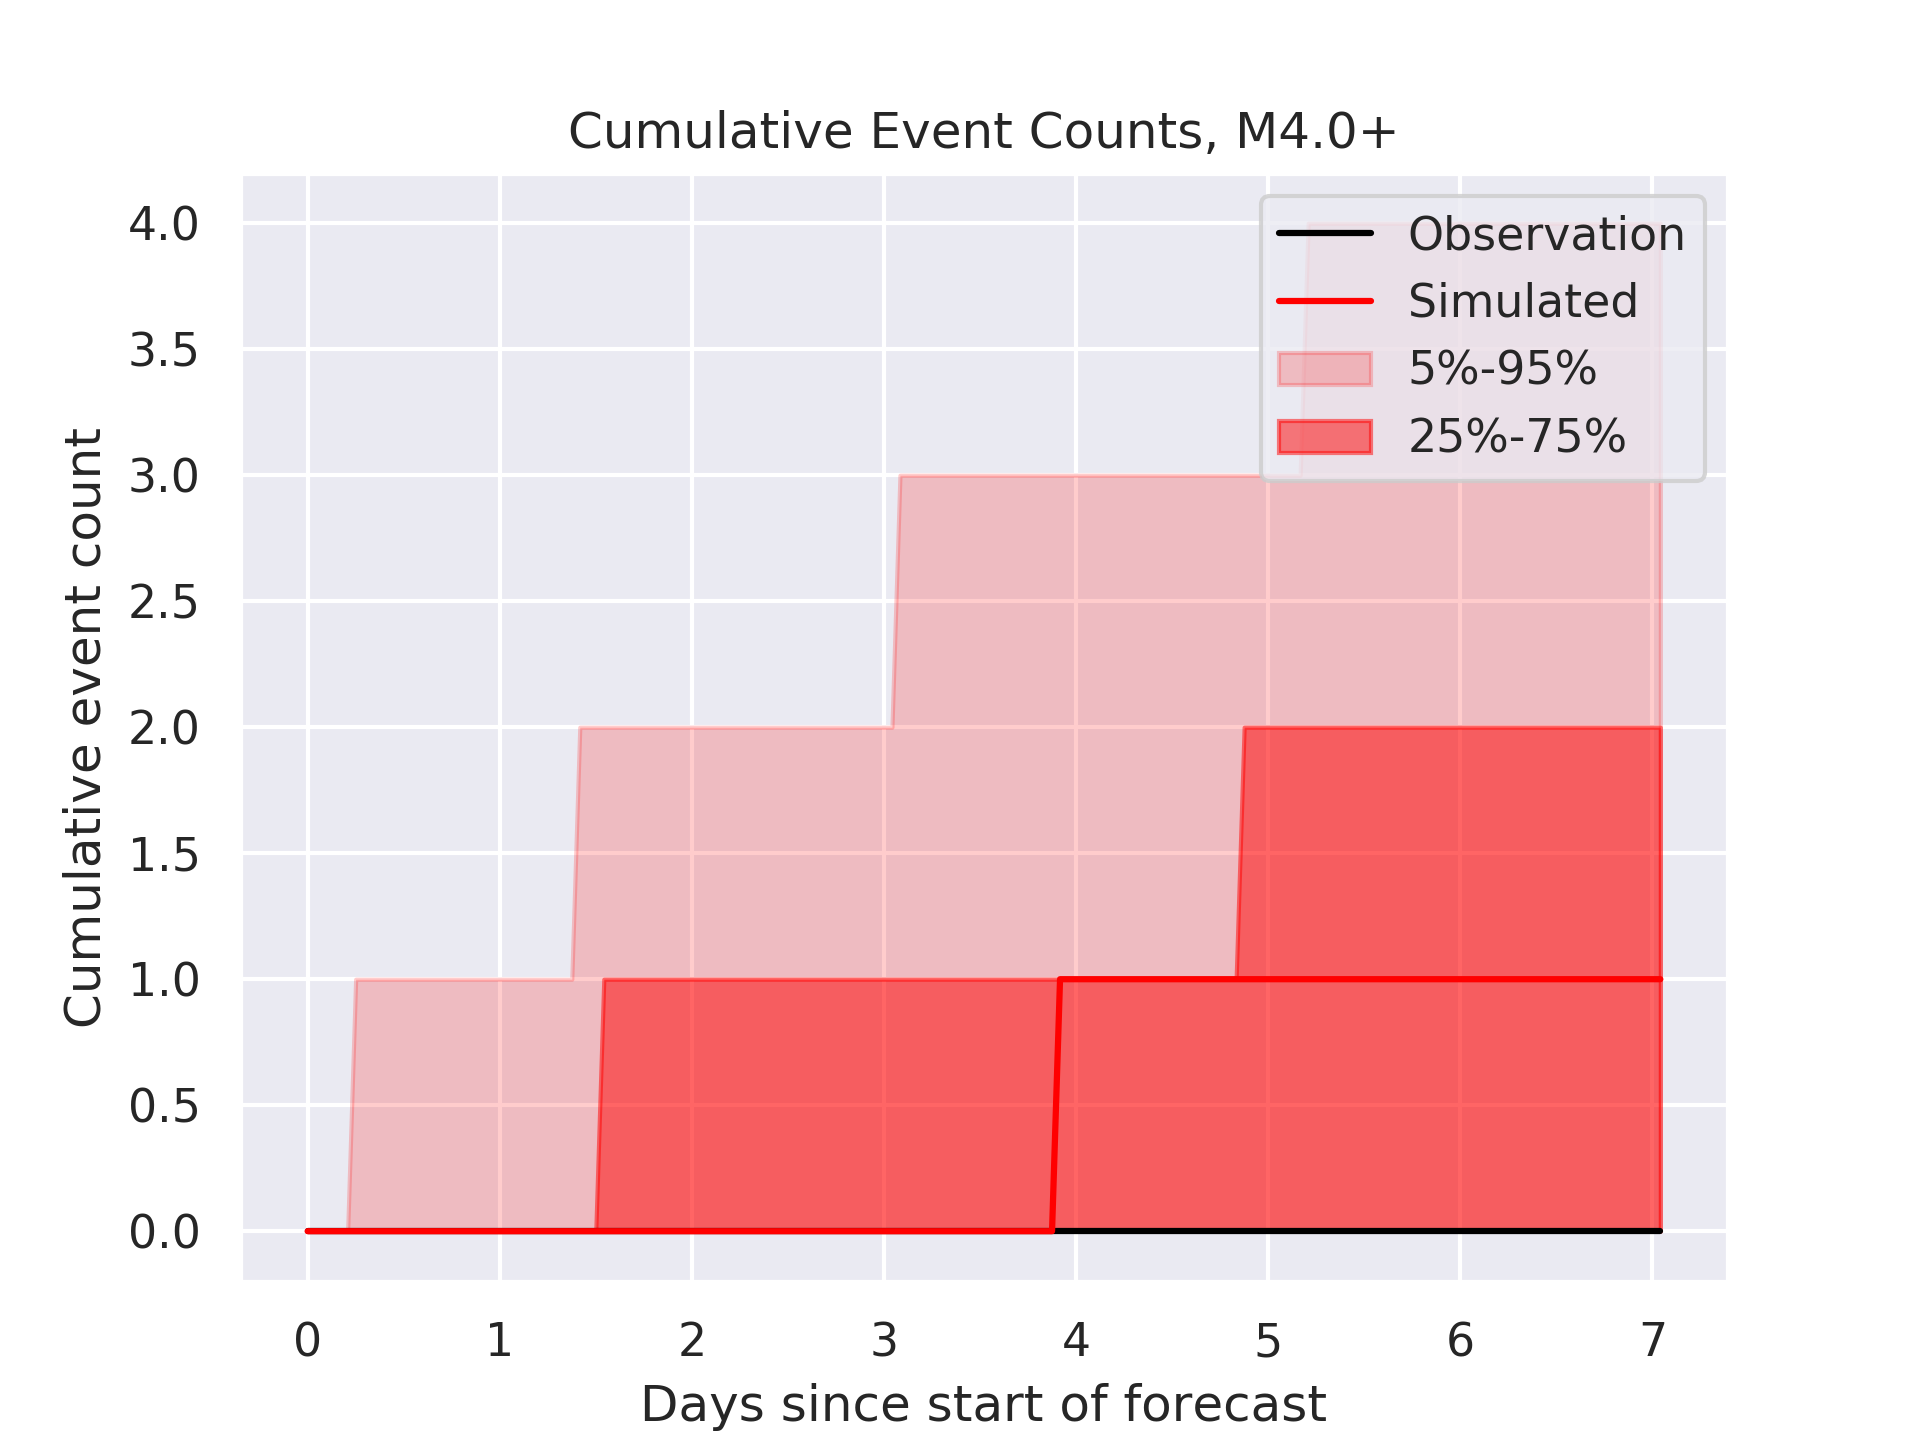 Cumulative Event Counts, M4.0+
Cumulative event count
4.0
3.5
3.0
2.5
2.0
1.5
1.0
0.5
0.0
Observation
Simulated
5%-95%
25%-75%
0 1 2 3 4 5 6 7
Days since start of forecast